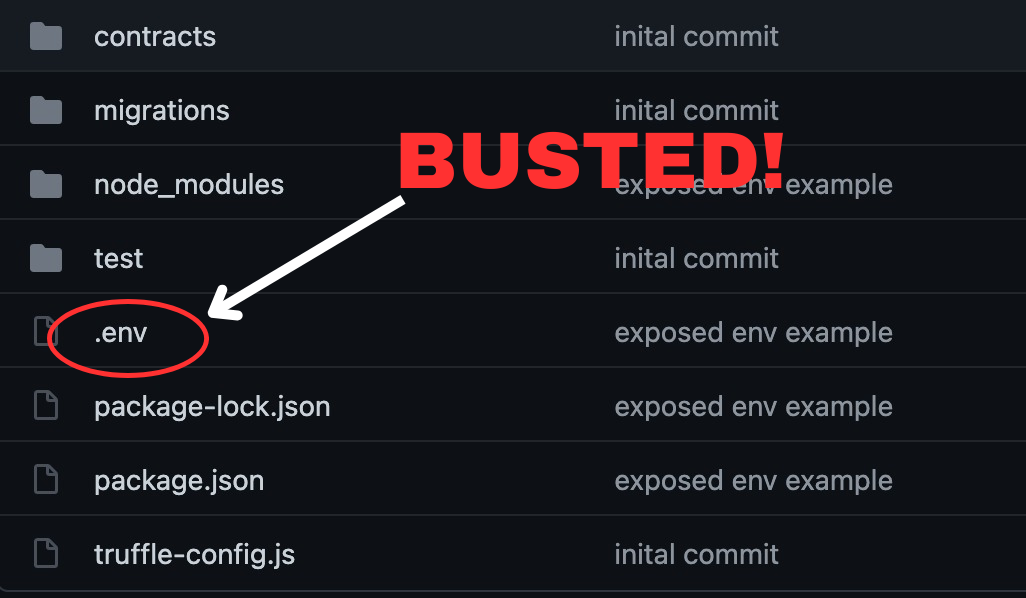 contracts inital commit
migrations inital commit
BUSTED!
node_modules exposed env example
test inital commit
.env exposed env example
package-lock.json exposed env example
package.json exposed env example
truffle-config.js inital commit